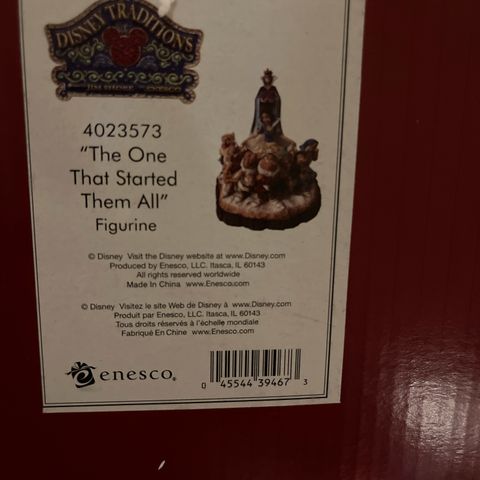 DISNEY TRADITIONS
JIM SHORE ENESCO
4023573
"The One
That Started
Them All"
Figurine
© Disney Visit the Disney website at www.Disney.com
Produced by Enesco, LLC. Itasca, IL 60143
All rights reserved worldwide
Made In China www.Enesco.com
© Disney Visitez le site Web de Disney à www.Disney.com
Produit par Enesco, LLC. Itasca, IL 60143
Tous droits réservés à l'échelle mondiale
Fabriqué En Chine www.Enesco.com
enesco®
0 45544 39467 3